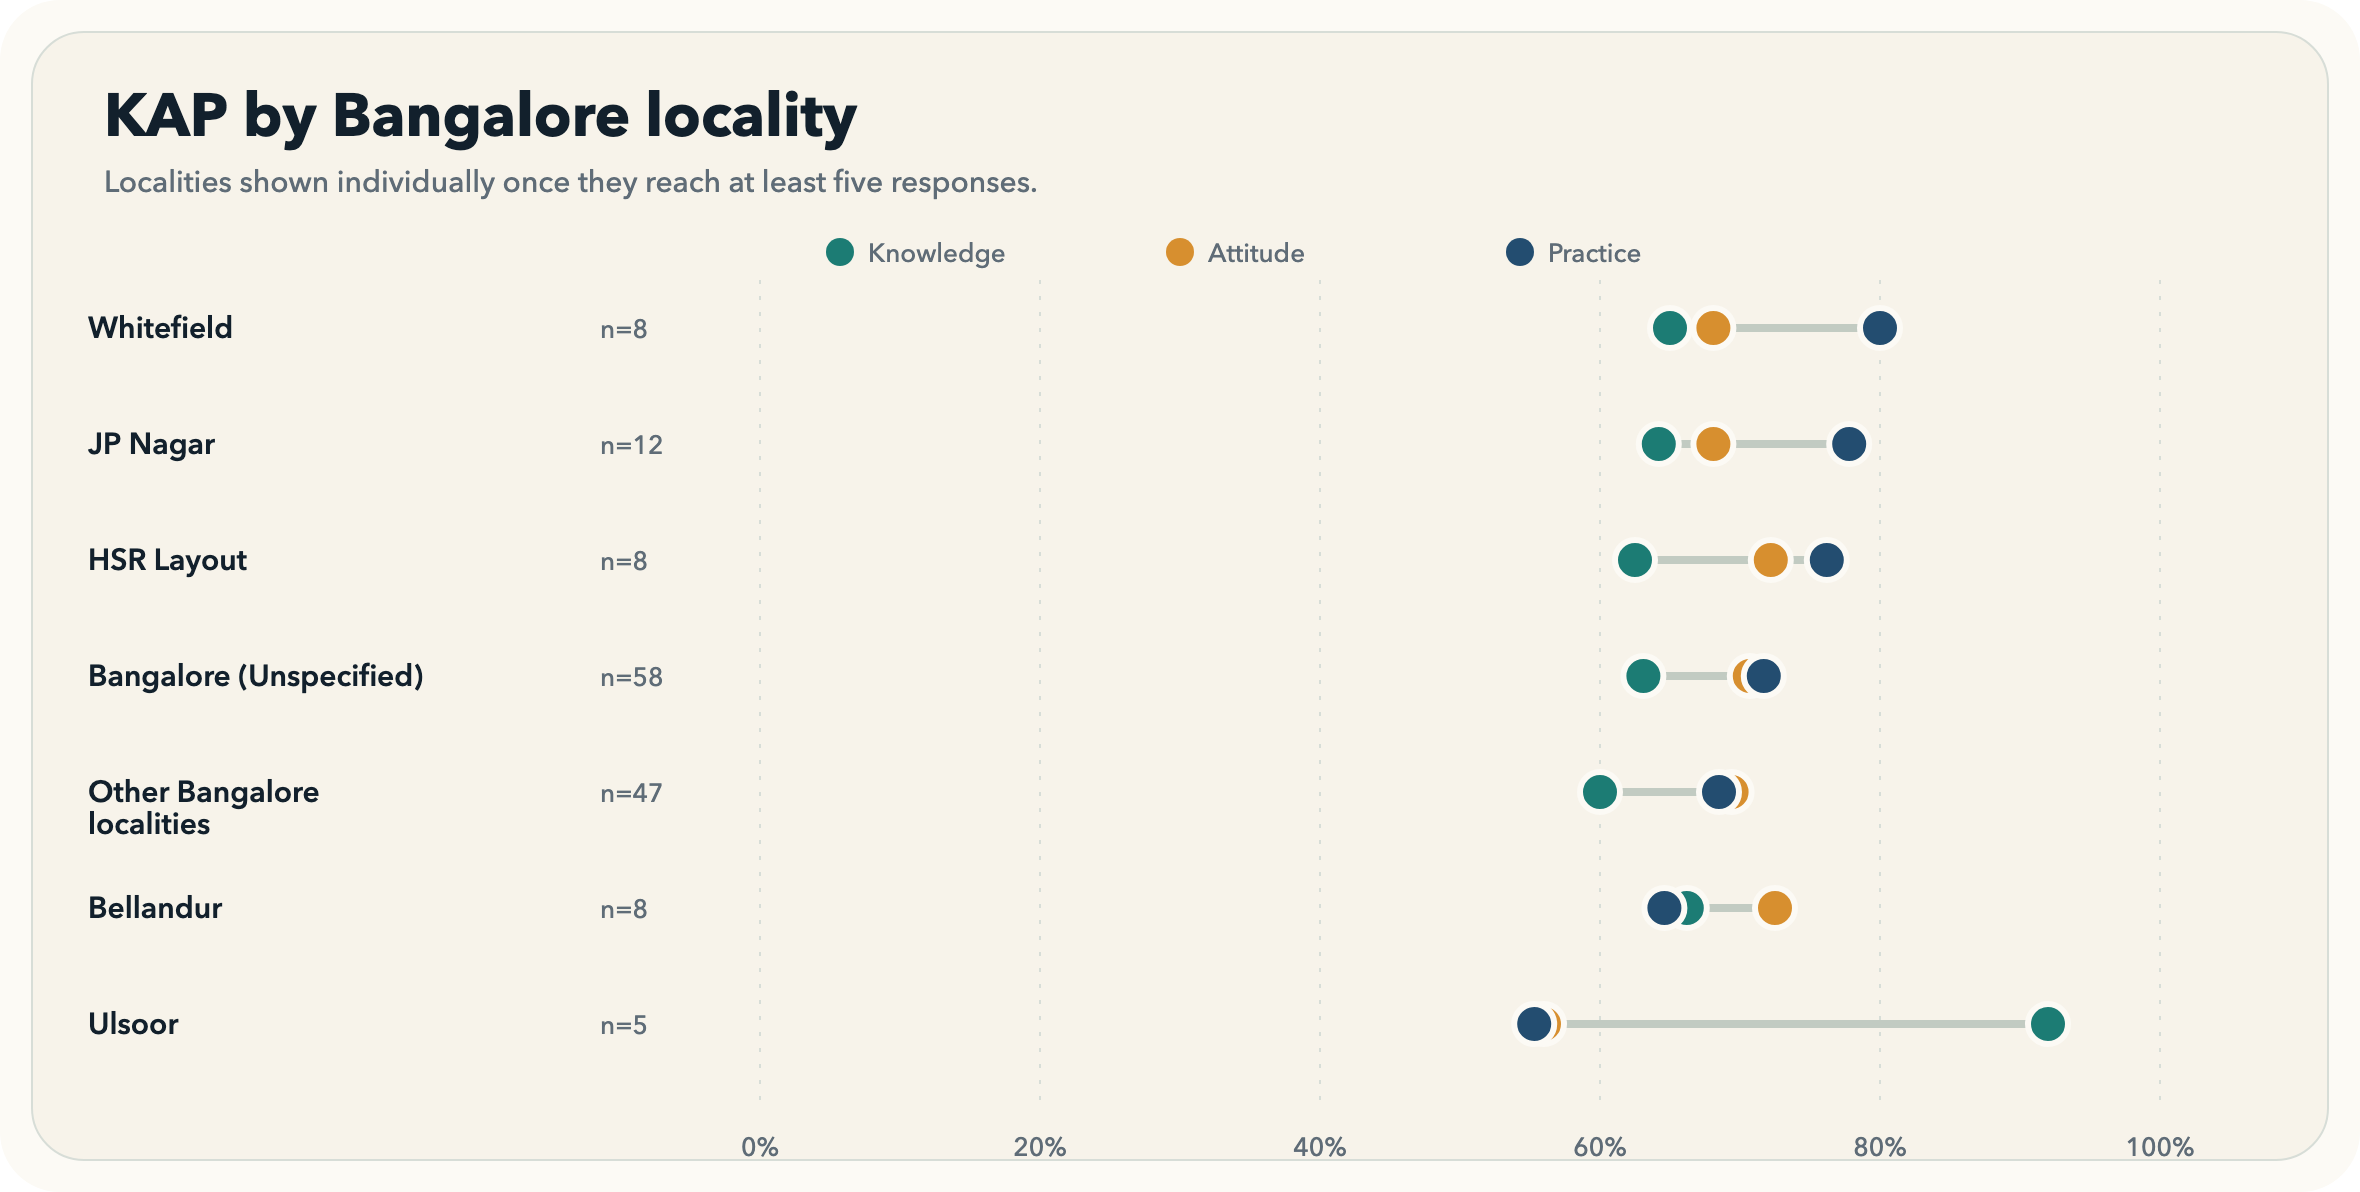 KAP by Bangalore locality
Localities shown individually once they reach at least five responses.
Knowledge Attitude Practice
Whitefield n=8
JP Nagar n=12
HSR Layout n=8
Bangalore (Unspecified) n=58
Other Bangalore n=47
localities
Bellandur n=8
Ulsoor n=5
0% 20% 40% 60% 80% 100%